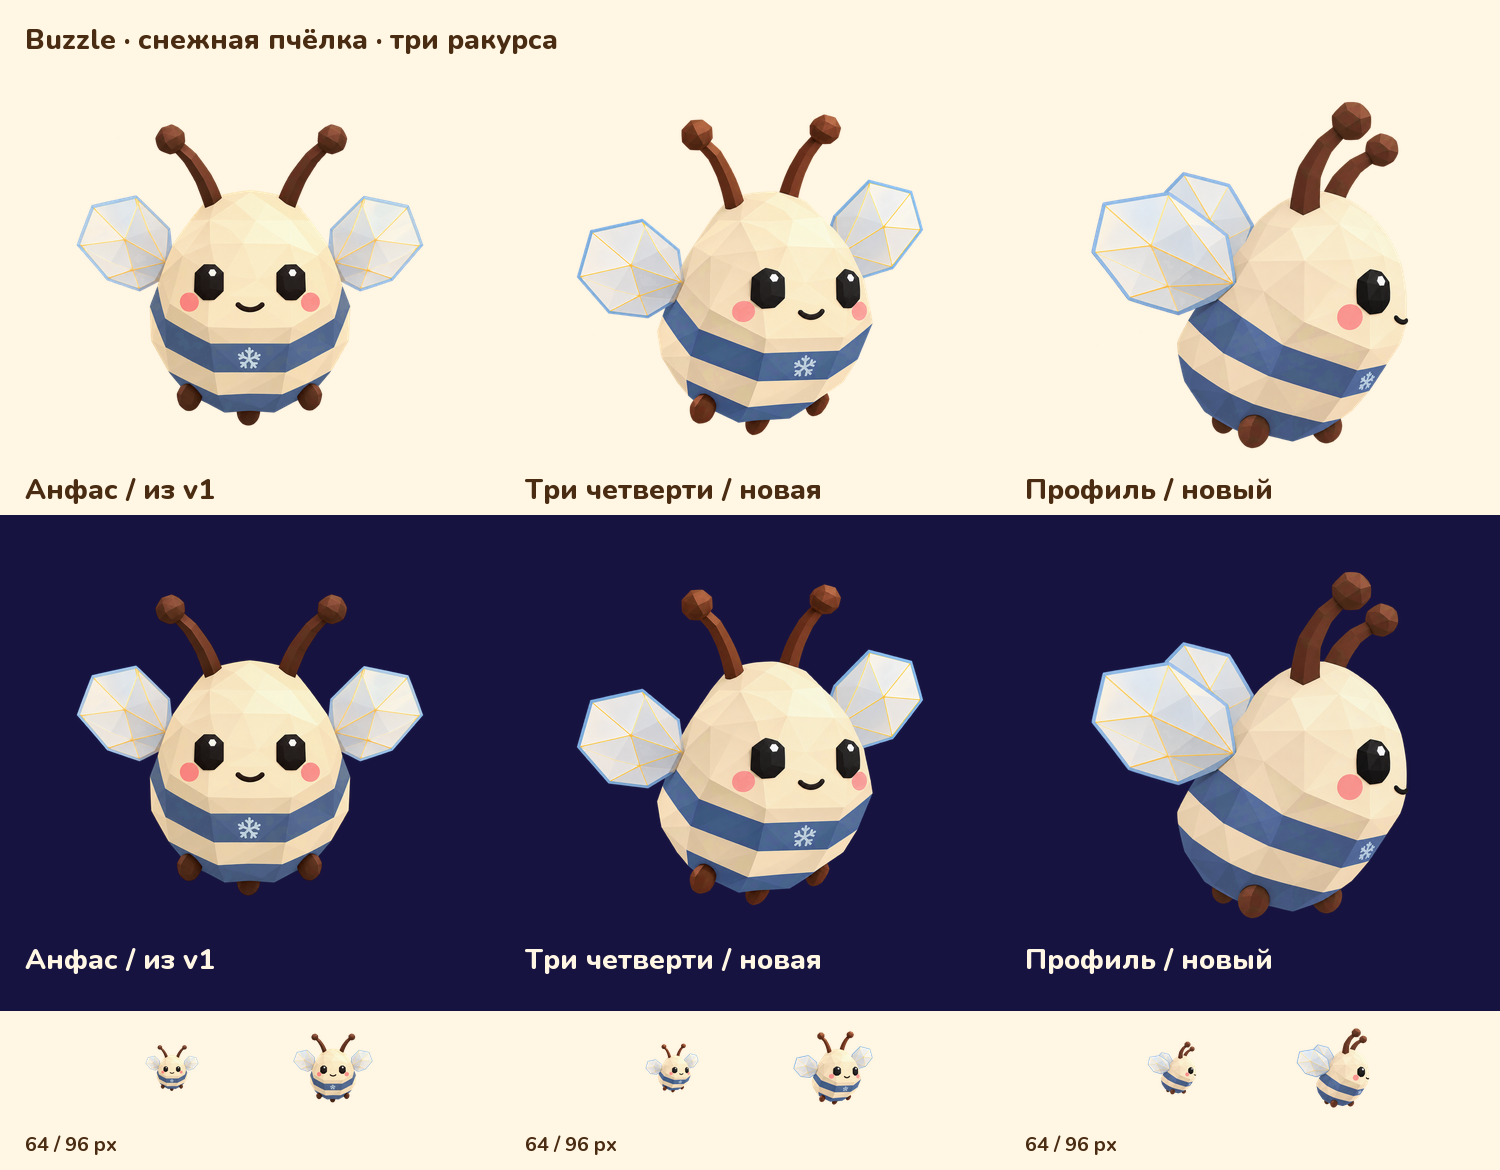 Buzzle · снежная пчёлка · три ракурса
Анфас / из v1
Три четверти / новая
Профиль / новый
Анфас / из v1
Три четверти / новая
Профиль / новый
64 / 96 px
64 / 96 px
64 / 96 px